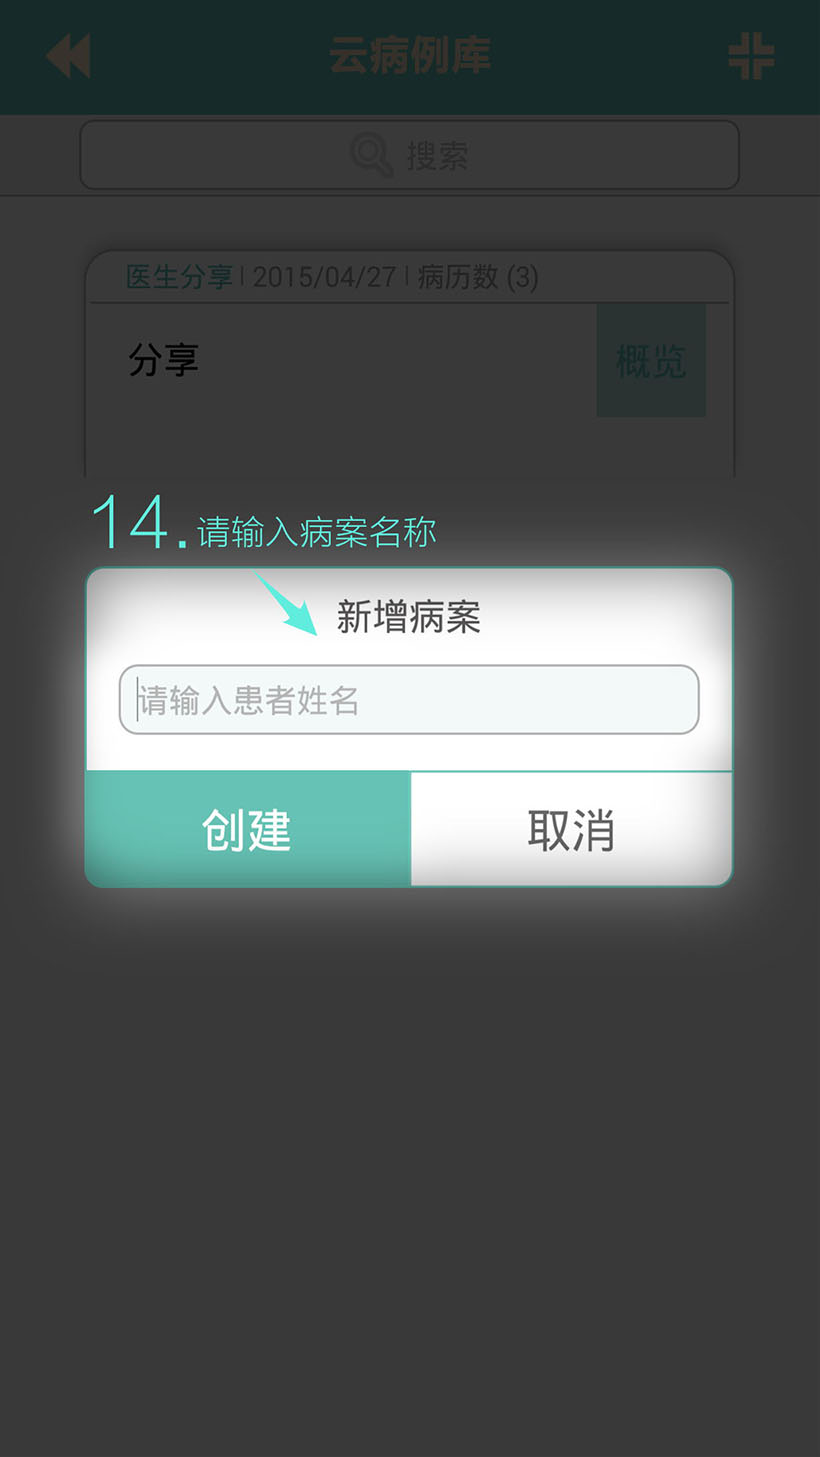 云病例库
搜索
医生分享 | 2015/04/27 | 病历数 (3)
分享
概览
14.请输入病案名称
新增病案
请输入患者姓名
创建
取消